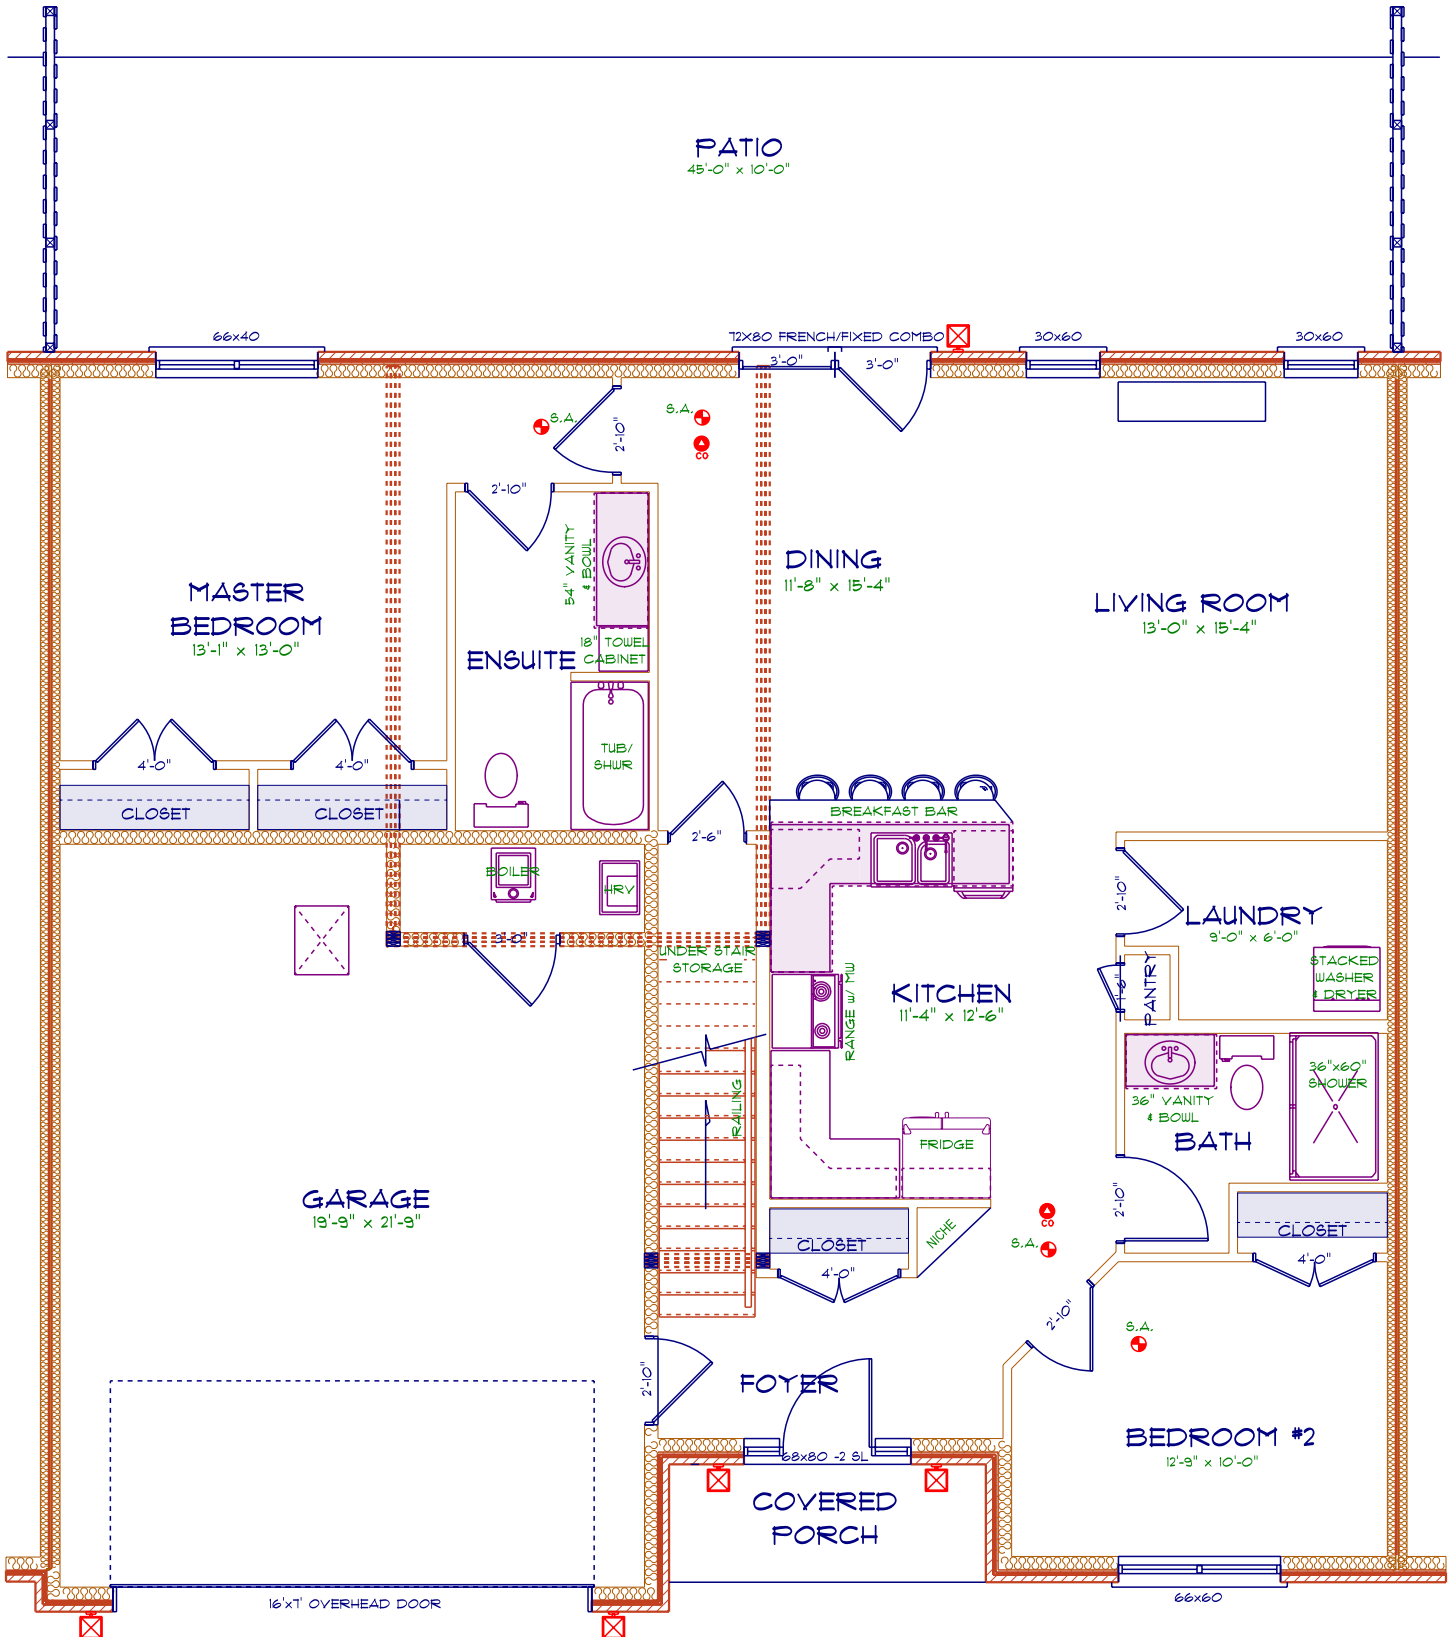 PATIO
45'-0" x 10'-0"
66x40
72X80 FRENCH/FIXED COMBO
30x60
30x60
3'-0"
3'-0"
S.A.
S.A.
2'-10"
CO
2'-10"
54" VANITY
& BOWL
DINING
11'-8" x 15'-4"
MASTER
BEDROOM
13'-1" x 13'-0"
LIVING ROOM
13'-0" x 15'-4"
18" TOWEL
CABINET
ENSUITE
TUB/
SHWR
4'-0"
4'-0"
CLOSET
CLOSET
BREAKFAST BAR
2'-6"
BOILER
HRV
2'-10"
LAUNDRY
9'-0" x 6'-0"
3'-0"
UNDER STAIR
STORAGE
STACKED
WASHER
& DRYER
PANTRY
1'-6"
KITCHEN
11'-4" x 12'-6"
RANGE w/ MW
RAILING
36"x60"
SHOWER
36" VANITY
& BOWL
BATH
FRIDGE
GARAGE
19'-9" x 21'-9"
2'-10"
CO
NICHE
S.A.
CLOSET
CLOSET
4'-0"
4'-0"
2'-10"
S.A.
2'-10"
FOYER
BEDROOM #2
12'-9" x 10'-0"
68x80 -2 SL
COVERED
PORCH
16'x7' OVERHEAD DOOR
66x60